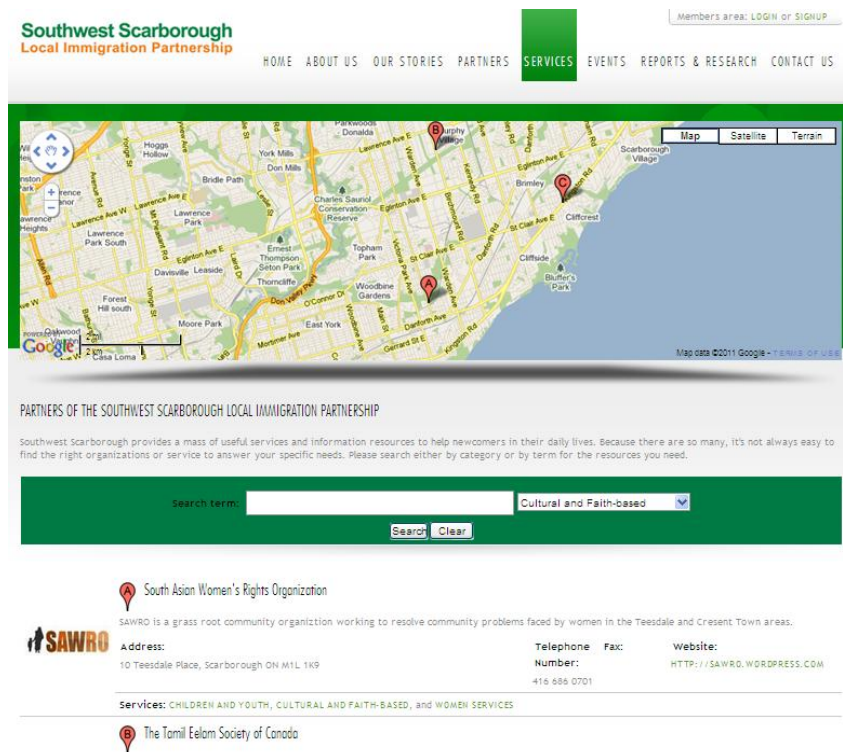 Members area: LOGIN or SIGNUP
Southwest Scarborough
Local Immigration Partnership
HOME ABOUT US OUR STORIES PARTNERS SERVICES EVENTS REPORTS & RESEARCH CONTACT US
Map Satellite Terrain
Parkwoods - Donalda
Hoggs Hollow
York Mills
Don Mills
Bridle Path
Murphy Village
Scarborough Village
Brimley
Charles Sauriol Conservation Reserve
Lawrence Park
Lawrence Park South
Lawrence Ave W
Lawrence Ave E
Eglinton Ave E
St Clair Ave E
Cliffcrest
Cliffside
Bluffer's Park
Topham Park
Ernest Thompson Seton Park
Davisville
Leaside
Thorncliffe
Woodbine Gardens
Forest Hill south
Moore Park
East York
O'Connor Dr
Danforth Ave
Gerrard St E
Kingston Rd
Mortimer Ave
Casa Loma
A
B
C
Google
2 km
Map data ©2011 Google - TERMS OF USE
PARTNERS OF THE SOUTHWEST SCARBOROUGH LOCAL IMMIGRATION PARTNERSHIP
Southwest Scarborough provides a mass of useful services and information resources to help newcomers in their daily lives. Because there are so many, it's not always easy to
find the right organizations or service to answer your specific needs. Please search either by category or by term for the resources you need.
Search term: Cultural and Faith-based
Search Clear
A South Asian Women's Rights Organization
SAWRO is a grass root community organiztion working to resolve community problems faced by women in the Teesdale and Cresent Town areas.
SAWRO
Address: Telephone Number: Fax: Website:
10 Teesdale Place, Scarborough ON M1L 1K9 416 686 0701 HTTP://SAWRO.WORDPRESS.COM
Services: CHILDREN AND YOUTH, CULTURAL AND FAITH-BASED, and WOMEN SERVICES
B The Tamil Eelam Society of Canada